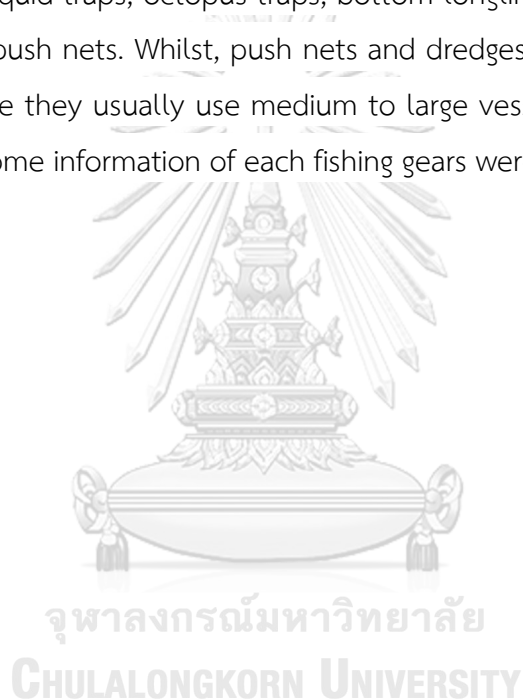 squid traps, octopus traps, bottom longlin
push nets. Whilst, push nets and dredges
e they usually use medium to large ves
ome information of each fishing gears wer
จุฬาลงกรณ์มหาวิทยาลัย
CHULALONGKORN UNIVERSITY